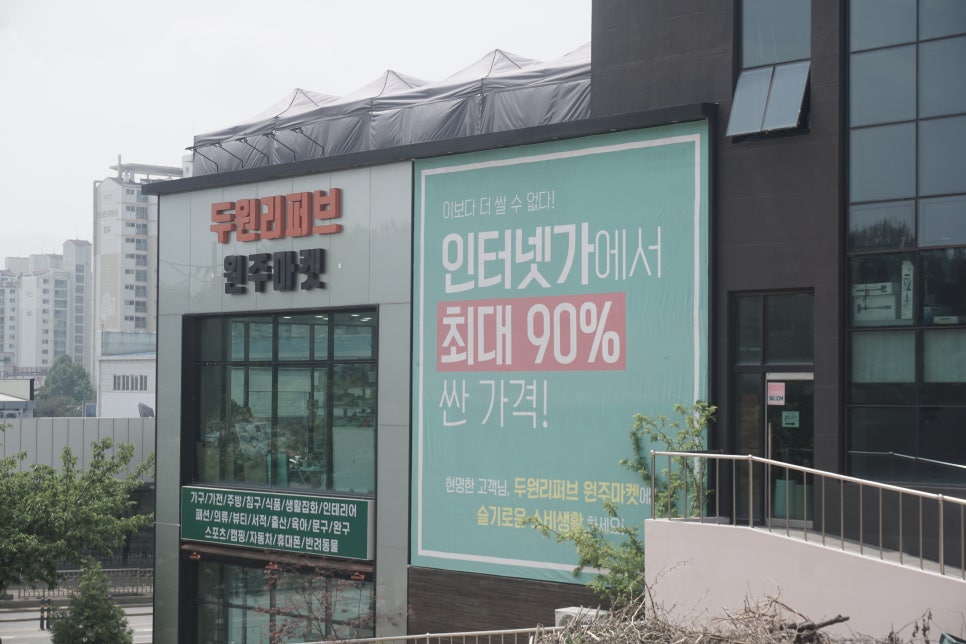 두원리퍼브
원주마켓
가구/가전/주방/침구/식품/생활잡화/인테리어
패션/의류/뷰티/서적/출산/육아/문구/완구
스포츠/캠핑/자동차/휴대폰/반려동물
이보다 더 쌀 수 없다!
인터넷가에서
최대 90%
싼 가격!
현명한 고객님, 두원리퍼브 원주마켓에
슬기로운 소비생활 하세요